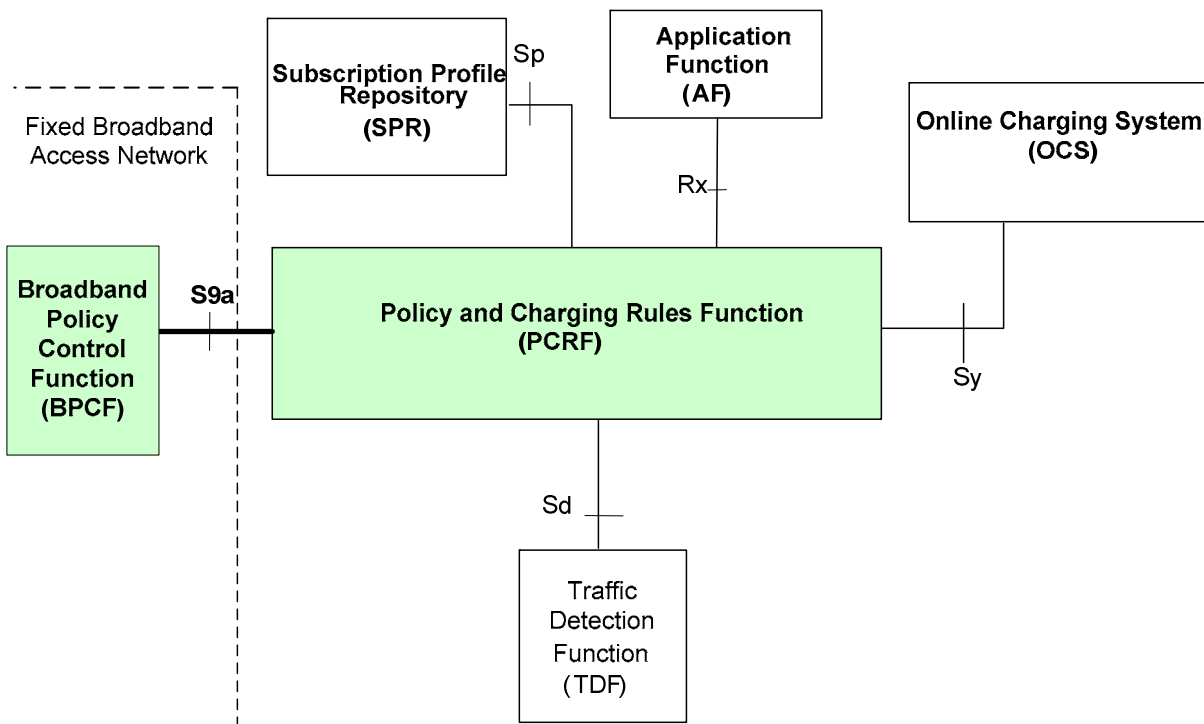 Sp
Subscription Profile
Repository
(SPR)
Application
Function
(AF)
Online Charging System
(OCS)
Fixed Broadband
Access Network
Rx
Broadband
Policy
Control
Function
(BPCF)
S9a
Policy and Charging Rules Function
(PCRF)
Sy
Sd
Traffic
Detection
Function
(TDF)